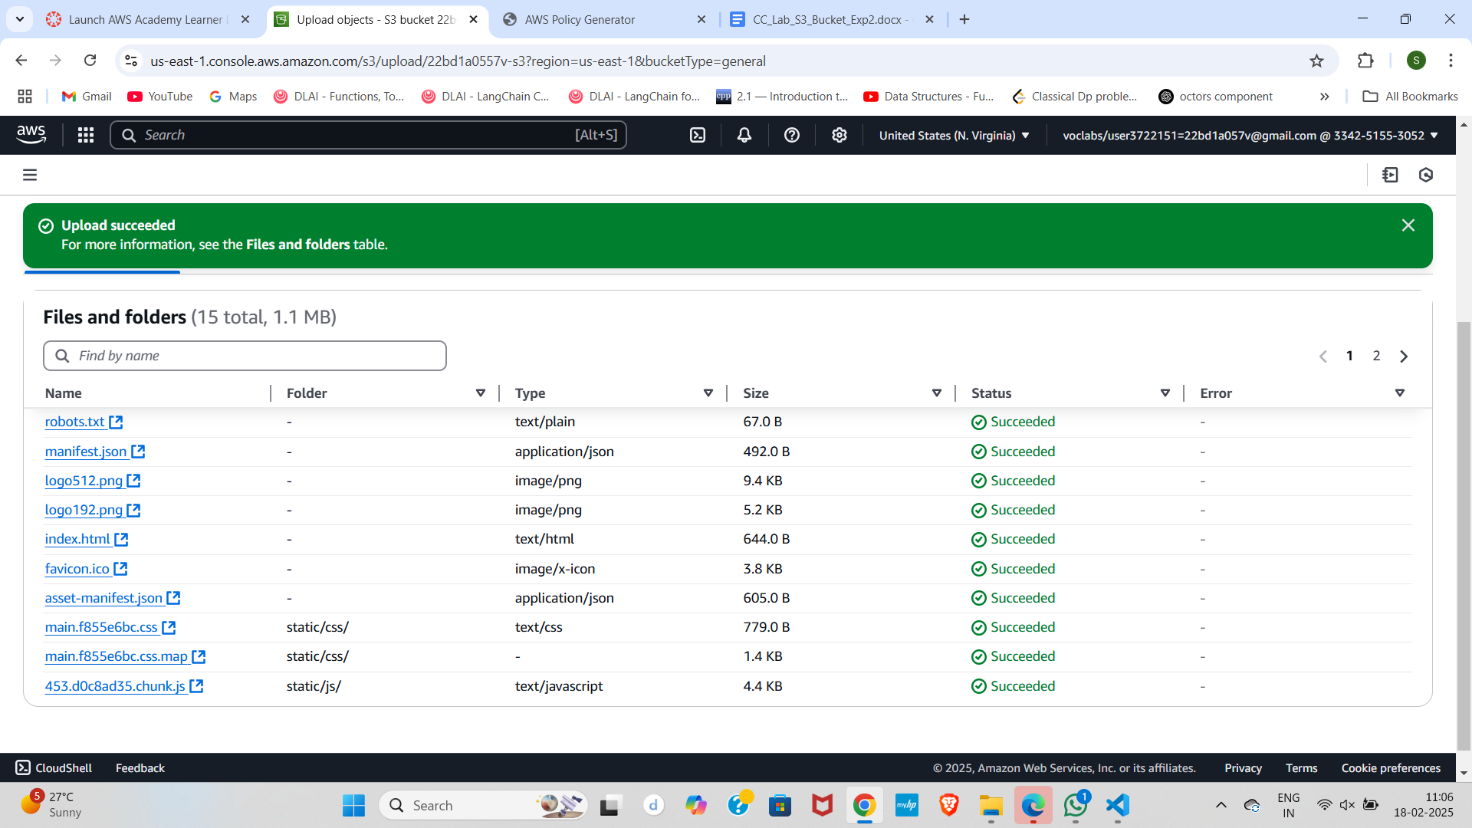 Launch AWS Academy Learner
Upload objects - S3 bucket 22b
AWS Policy Generator
CC_Lab_S3_Bucket_Exp2.docx -
us-east-1.console.aws.amazon.com/s3/upload/22bd1a0557v-s3?region=us-east-1&bucketType=general
S
Gmail
YouTube
Maps
DLAI - Functions, To...
DLAI - LangChain C...
DLAI - LangChain fo...
2.1 — Introduction t...
Data Structures - Fu...
Classical Dp proble...
octors component
»
All Bookmarks
aws
Search
[Alt+S]
United States (N. Virginia)
voclabs/user3722151=22bd1a057v@gmail.com @ 3342-5155-3052
Upload succeeded
For more information, see the Files and folders table.
Files and folders (15 total, 1.1 MB)
Find by name
1 2
Name Folder Type Size Status Error
robots.txt - text/plain 67.0 B Succeeded -
manifest.json - application/json 492.0 B Succeeded -
logo512.png - image/png 9.4 KB Succeeded -
logo192.png - image/png 5.2 KB Succeeded -
index.html - text/html 644.0 B Succeeded -
favicon.ico - image/x-icon 3.8 KB Succeeded -
asset-manifest.json - application/json 605.0 B Succeeded -
main.f855e6bc.css static/css/ text/css 779.0 B Succeeded -
main.f855e6bc.css.map static/css/ - 1.4 KB Succeeded -
453.d0c8ad35.chunk.js static/js/ text/javascript 4.4 KB Succeeded -
CloudShell
Feedback
© 2025, Amazon Web Services, Inc. or its affiliates.
Privacy
Terms
Cookie preferences
5
27°C
Sunny
Search
d
myhp
1
ENG
IN
11:06
18-02-2025